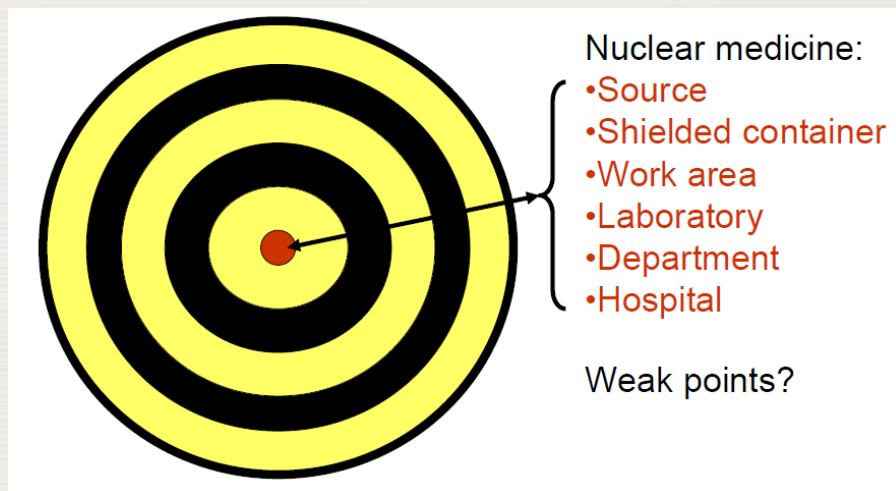 Nuclear medicine:
•Source
•Shielded container
•Work area
•Laboratory
•Department
•Hospital
Weak points?